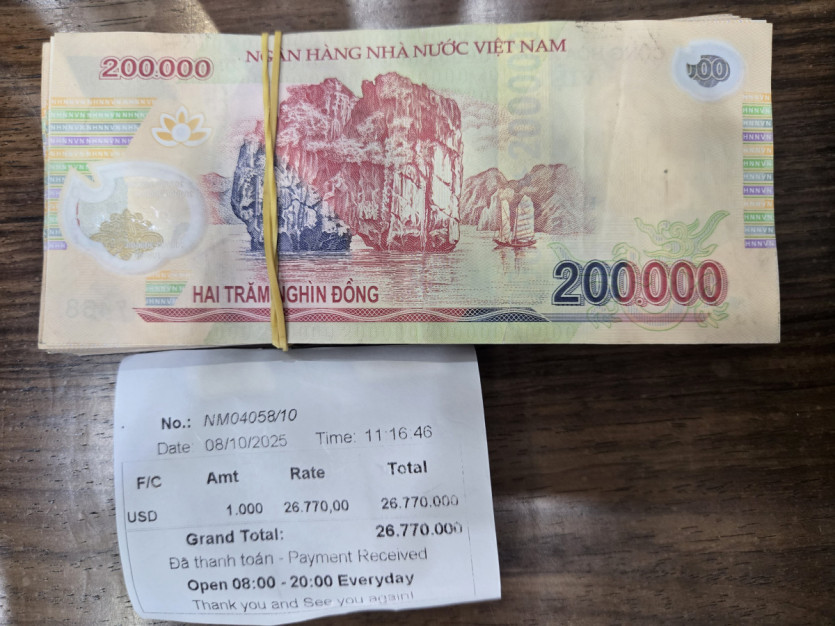 NGÂN HÀNG NHÀ NƯỚC VIỆT NAM
200.000
HAI TRĂM NGHÌN ĐỒNG
200.000
No.: NM04058/10
Date: 08/10/2025 Time: 11:16:46
F/C Amt Rate Total
USD 1.000 26.770,00 26.770.000
Grand Total: 26.770.000
Đã thanh toán - Payment Received
Open 08:00 - 20:00 Everyday
Thank you and See you again!